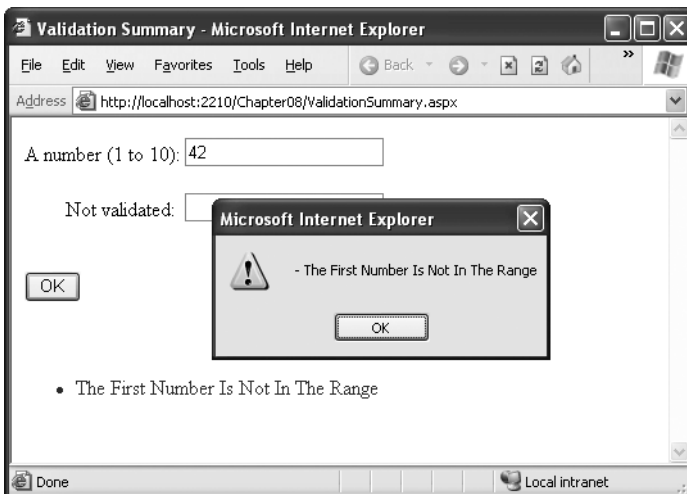 Validation Summary - Microsoft Internet Explorer
File Edit View Favorites Tools Help Back »
Address http://localhost:2210/Chapter08/ValidationSummary.aspx
A number (1 to 10): 42
Not validated:
Microsoft Internet Explorer
- The First Number Is Not In The Range
OK
OK
• The First Number Is Not In The Range
Done Local intranet